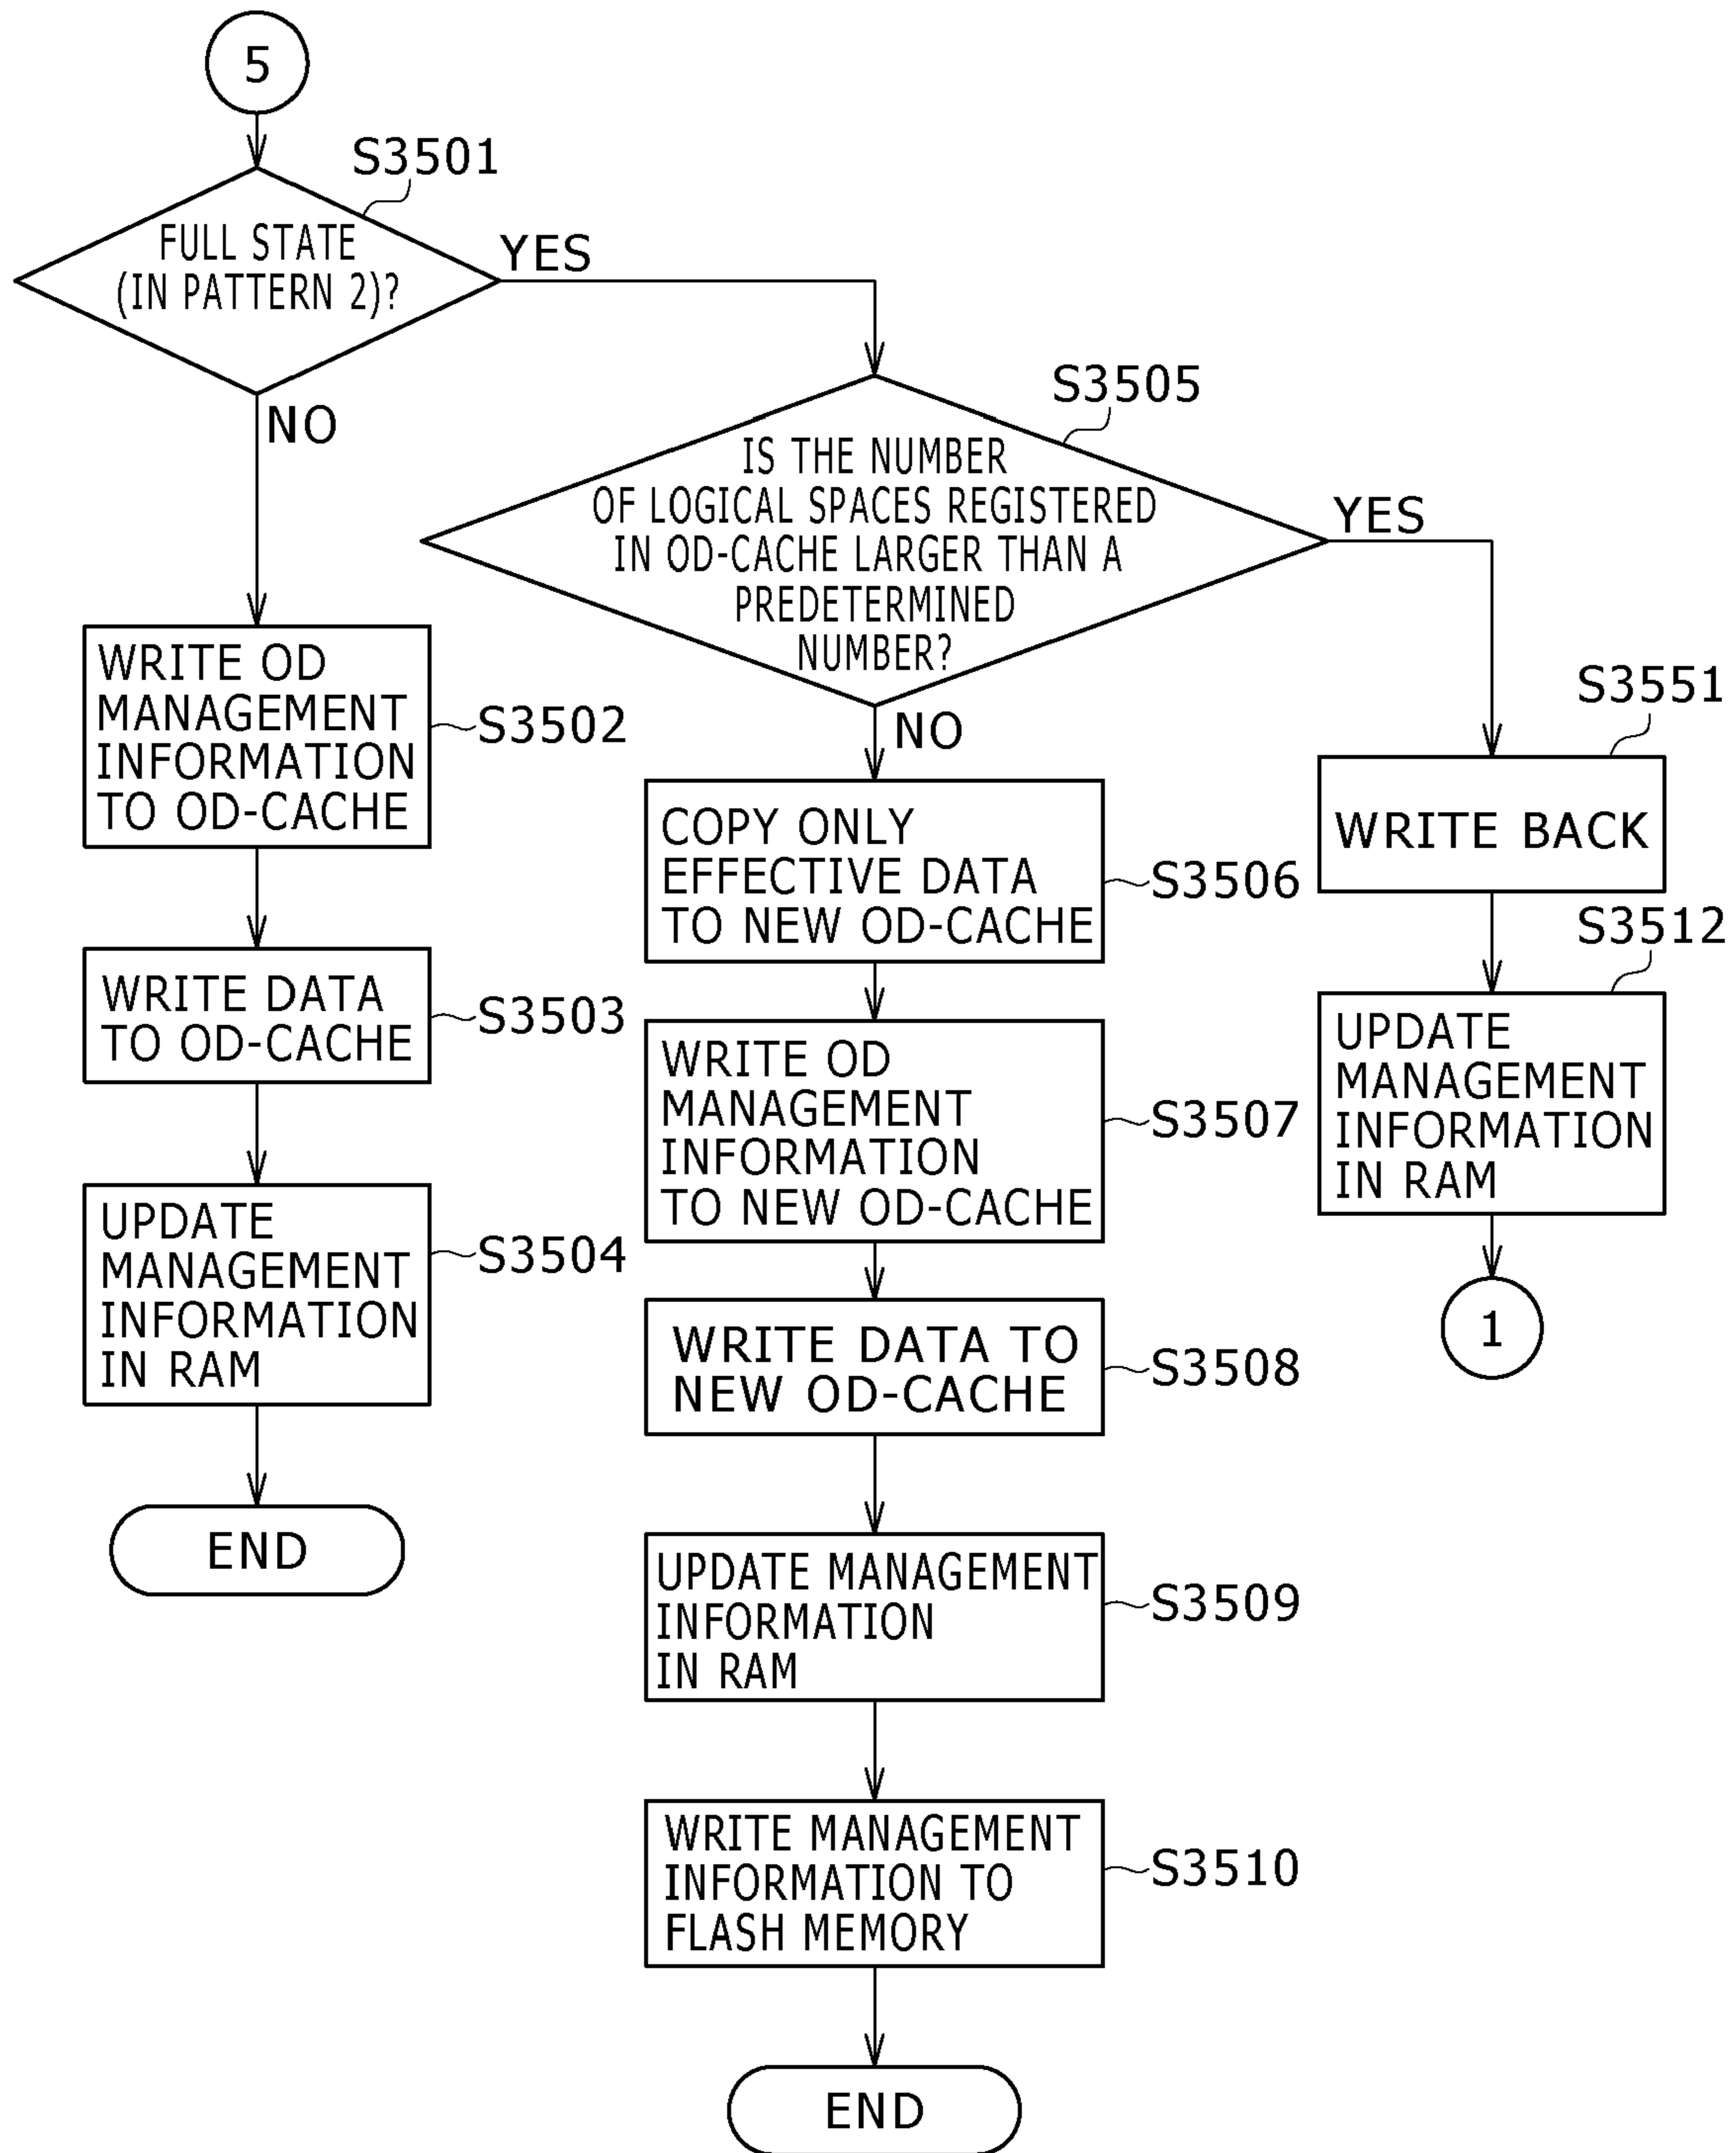 5
S3501
FULL STATE
(IN PATTERN 2)?
YES
NO
S3505
IS THE NUMBER
OF LOGICAL SPACES REGISTERED
IN OD-CACHE LARGER THAN A
PREDETERMINED
NUMBER?
YES
NO
WRITE OD
MANAGEMENT
INFORMATION
TO OD-CACHE
S3502
WRITE DATA
TO OD-CACHE
S3503
UPDATE
MANAGEMENT
INFORMATION
IN RAM
S3504
END
COPY ONLY
EFFECTIVE DATA
TO NEW OD-CACHE
S3506
WRITE OD
MANAGEMENT
INFORMATION
TO NEW OD-CACHE
S3507
WRITE DATA TO
NEW OD-CACHE
S3508
UPDATE MANAGEMENT
INFORMATION
IN RAM
S3509
WRITE MANAGEMENT
INFORMATION TO
FLASH MEMORY
S3510
END
S3551
WRITE BACK
S3512
UPDATE
MANAGEMENT
INFORMATION
IN RAM
1